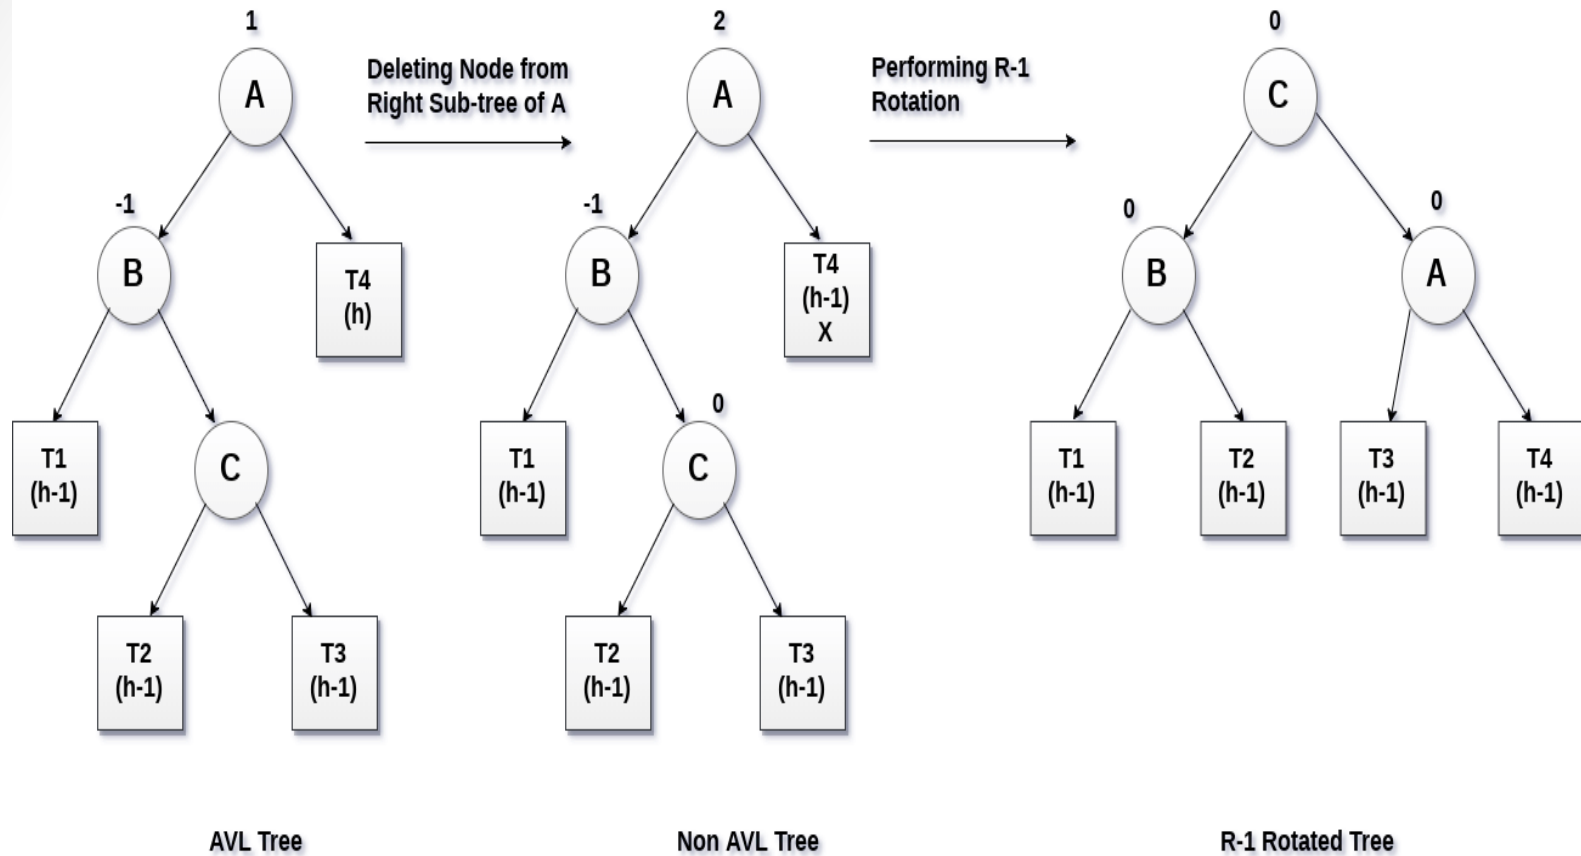 1
A
Deleting Node from
Right Sub-tree of A
-1
B
T4
(h)
T1
(h-1)
C
T2
(h-1)
T3
(h-1)
AVL Tree
2
A
Performing R-1
Rotation
-1
B
T4
(h-1)
X
0
T1
(h-1)
C
T2
(h-1)
T3
(h-1)
Non AVL Tree
0
C
0
B
0
A
T1
(h-1)
T2
(h-1)
T3
(h-1)
T4
(h-1)
R-1 Rotated Tree